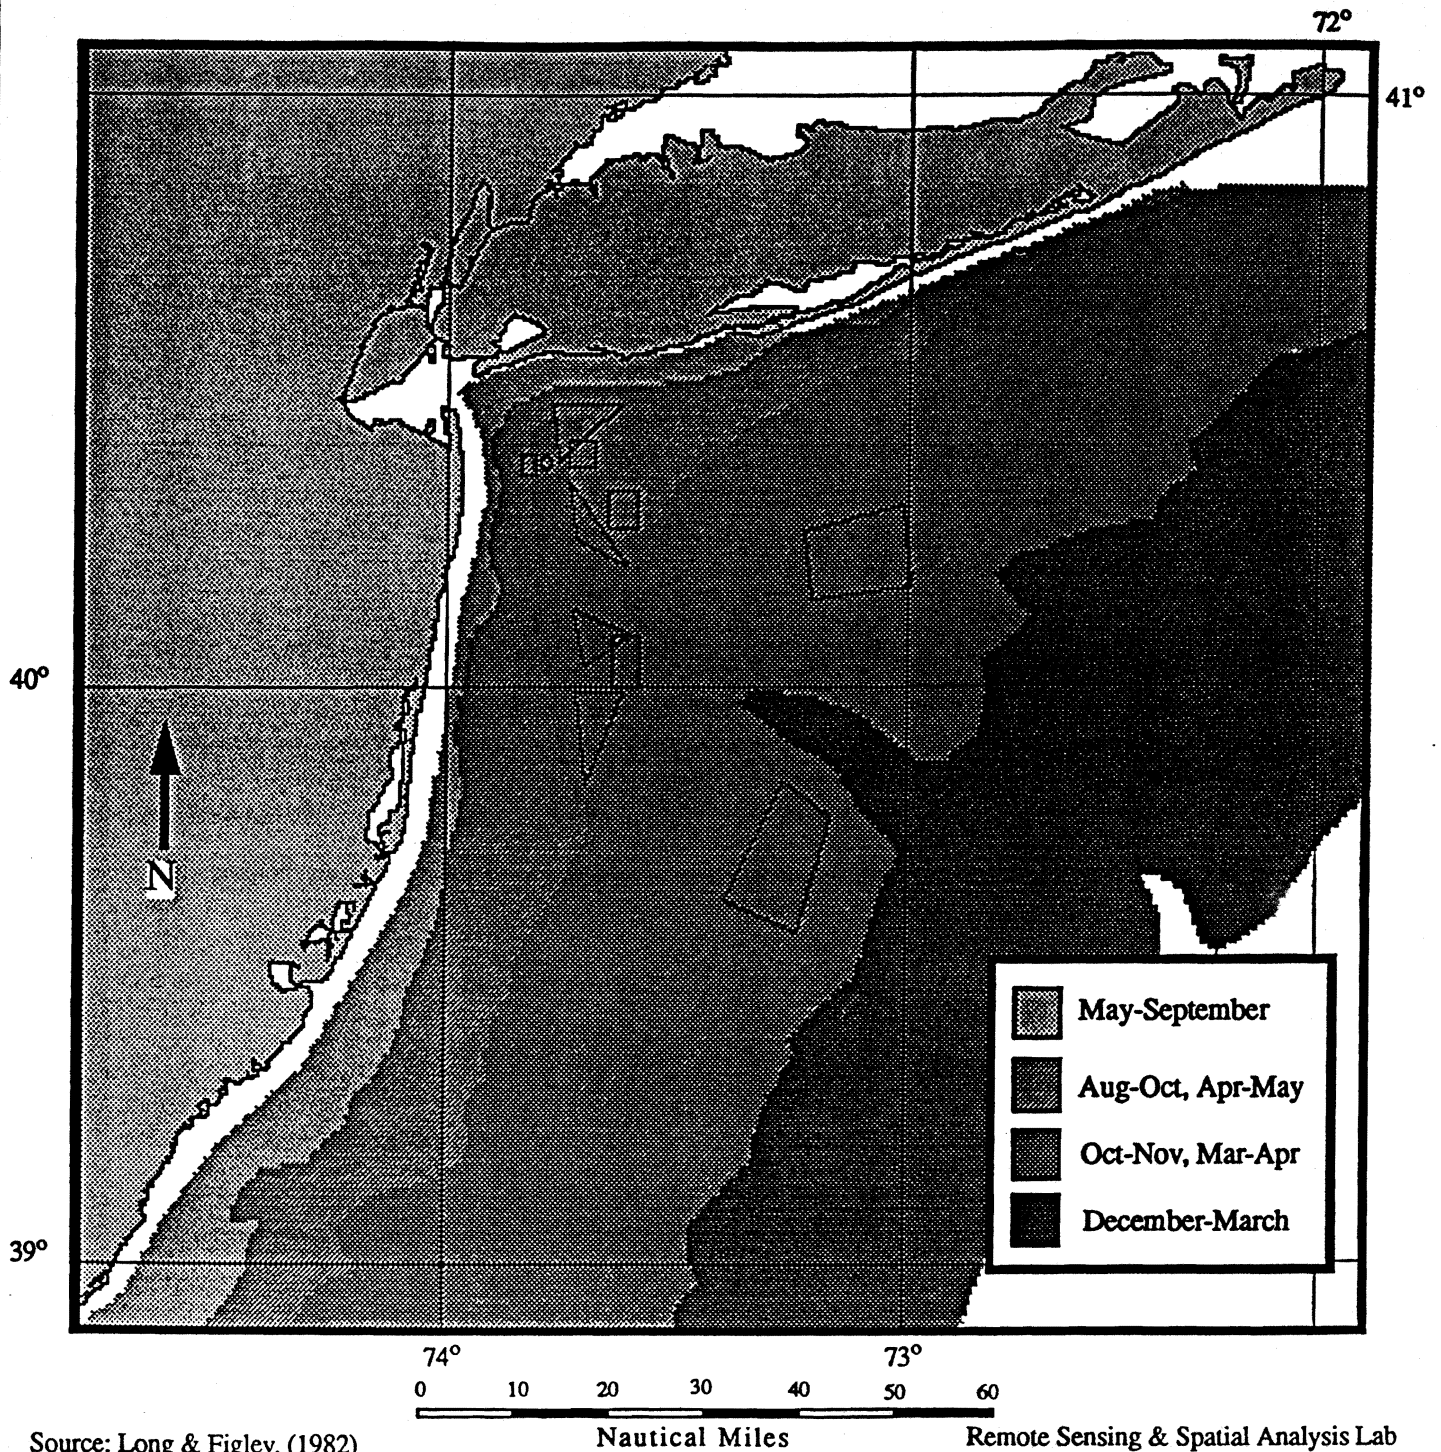 72°
41°
40°
N
May-September
Aug-Oct, Apr-May
Oct-Nov, Mar-Apr
December-March
39°
74°
73°
0 10 20 30 40 50 60
Nautical Miles
Source: Long & Figley, (1982)
Remote Sensing & Spatial Analysis Lab